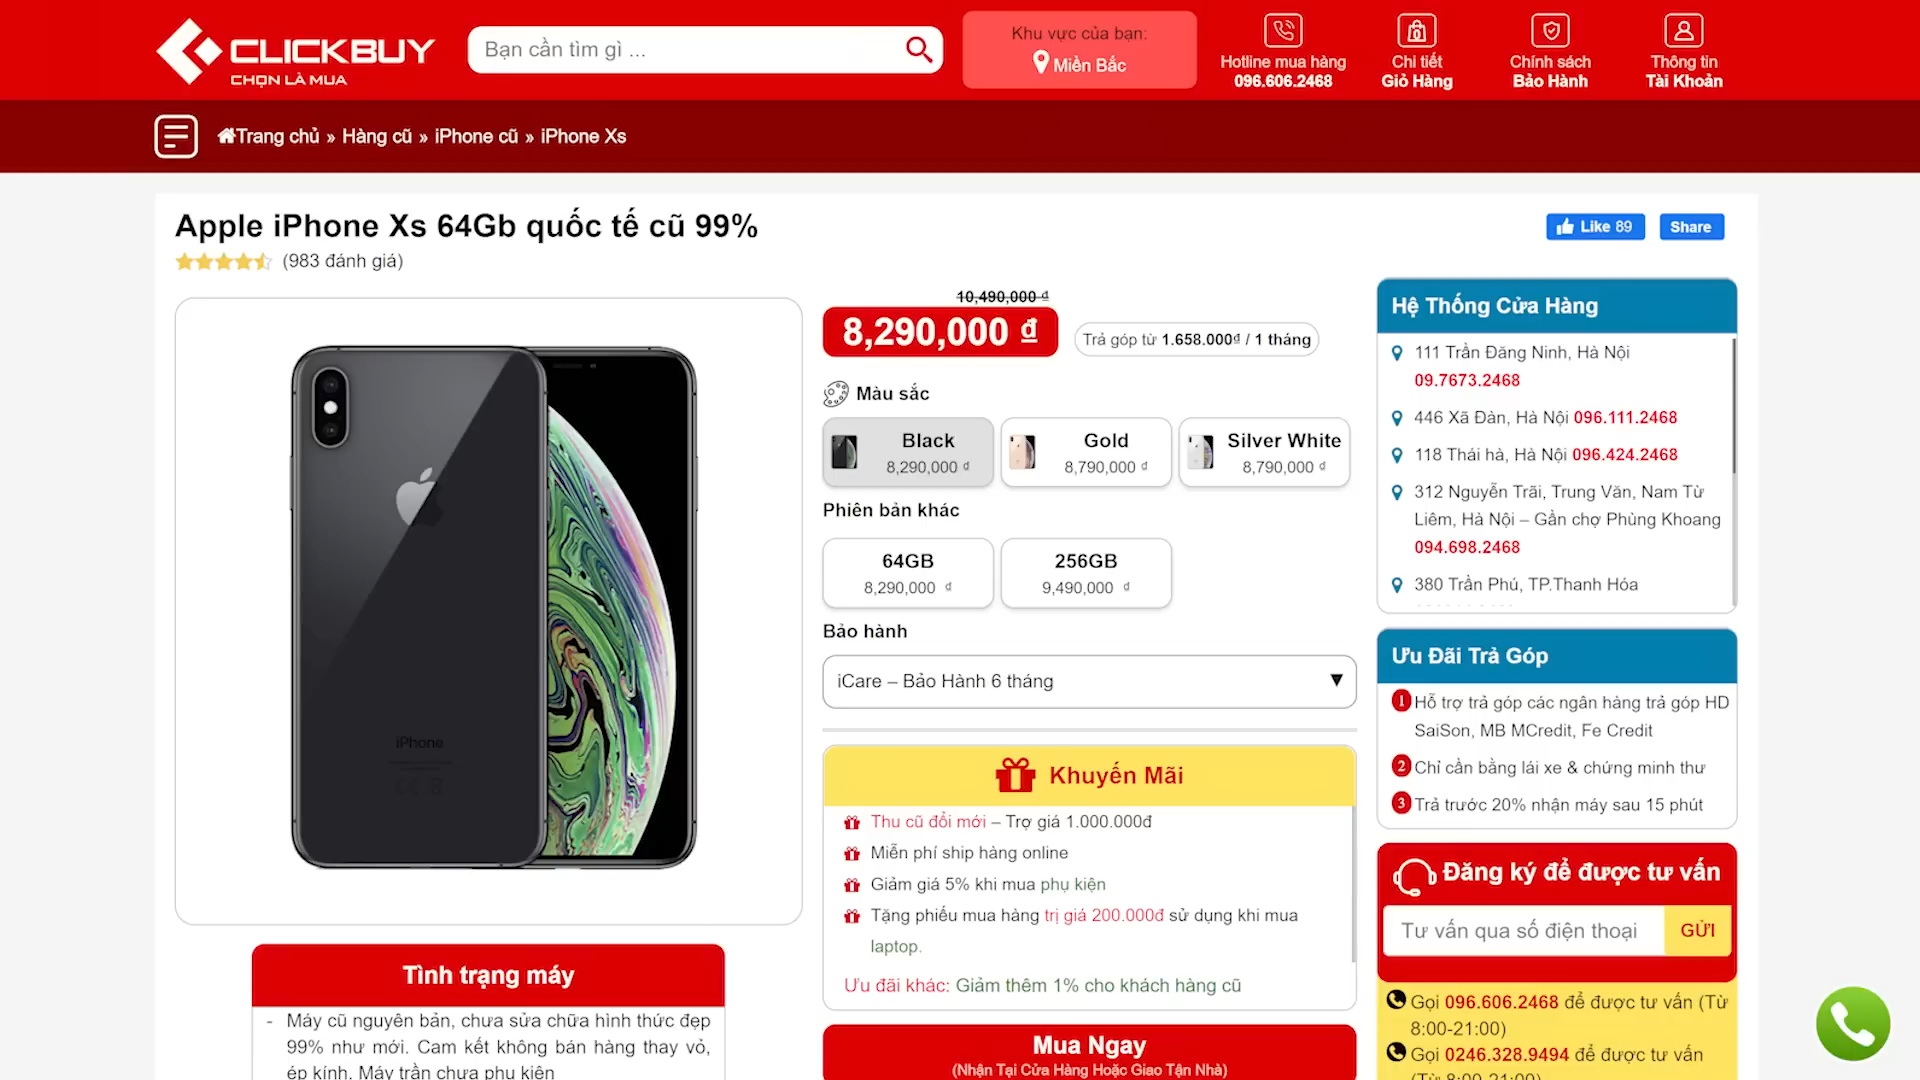 CLICKBUY
CHỌN LÀ MUA
Bạn cần tìm gì ...
Khu vực của bạn:
Miền Bắc
Hotline mua hàng
096.606.2468
Chi tiết
Giỏ Hàng
Chính sách
Bảo Hành
Thông tin
Tài Khoản
Trang chủ » Hàng cũ » iPhone cũ » iPhone Xs
Apple iPhone Xs 64Gb quốc tế cũ 99%
(983 đánh giá)
Like 89
Share
10,490,000 ₫
8,290,000 ₫
Trả góp từ 1.658.000₫ / 1 tháng
Màu sắc
Black
8,290,000 ₫
Gold
8,790,000 ₫
Silver White
8,790,000 ₫
Phiên bản khác
64GB
8,290,000 ₫
256GB
9,490,000 ₫
Bảo hành
iCare – Bảo Hành 6 tháng
Khuyến Mãi
Thu cũ đổi mới – Trợ giá 1.000.000đ
Miễn phí ship hàng online
Giảm giá 5% khi mua phụ kiện
Tặng phiếu mua hàng trị giá 200.000đ sử dụng khi mua
laptop.
Ưu đãi khác: Giảm thêm 1% cho khách hàng cũ
Mua Ngay
(Nhận Tại Cửa Hàng Hoặc Giao Tận Nhà)
iPhone
Tình trạng máy
- Máy cũ nguyên bản, chưa sửa chữa hình thức đẹp
99% như mới. Cam kết không bán hàng thay vỏ,
ép kính. Máy trần chưa phụ kiện
Hệ Thống Cửa Hàng
111 Trần Đăng Ninh, Hà Nội
09.7673.2468
446 Xã Đàn, Hà Nội 096.111.2468
118 Thái hà, Hà Nội 096.424.2468
312 Nguyễn Trãi, Trung Văn, Nam Từ
Liêm, Hà Nội – Gần chợ Phùng Khoang
094.698.2468
380 Trần Phú, TP.Thanh Hóa
Ưu Đãi Trả Góp
1 Hỗ trợ trả góp các ngân hàng trả góp HD
SaiSon, MB MCredit, Fe Credit
2 Chỉ cần bằng lái xe & chứng minh thư
3 Trả trước 20% nhận máy sau 15 phút
Đăng ký để được tư vấn
Tư vấn qua số điện thoại
GỬI
Gọi 096.606.2468 để được tư vấn (Từ
8:00-21:00)
Gọi 0246.328.9494 để được tư vấn
(Từ 8:00-21:00)